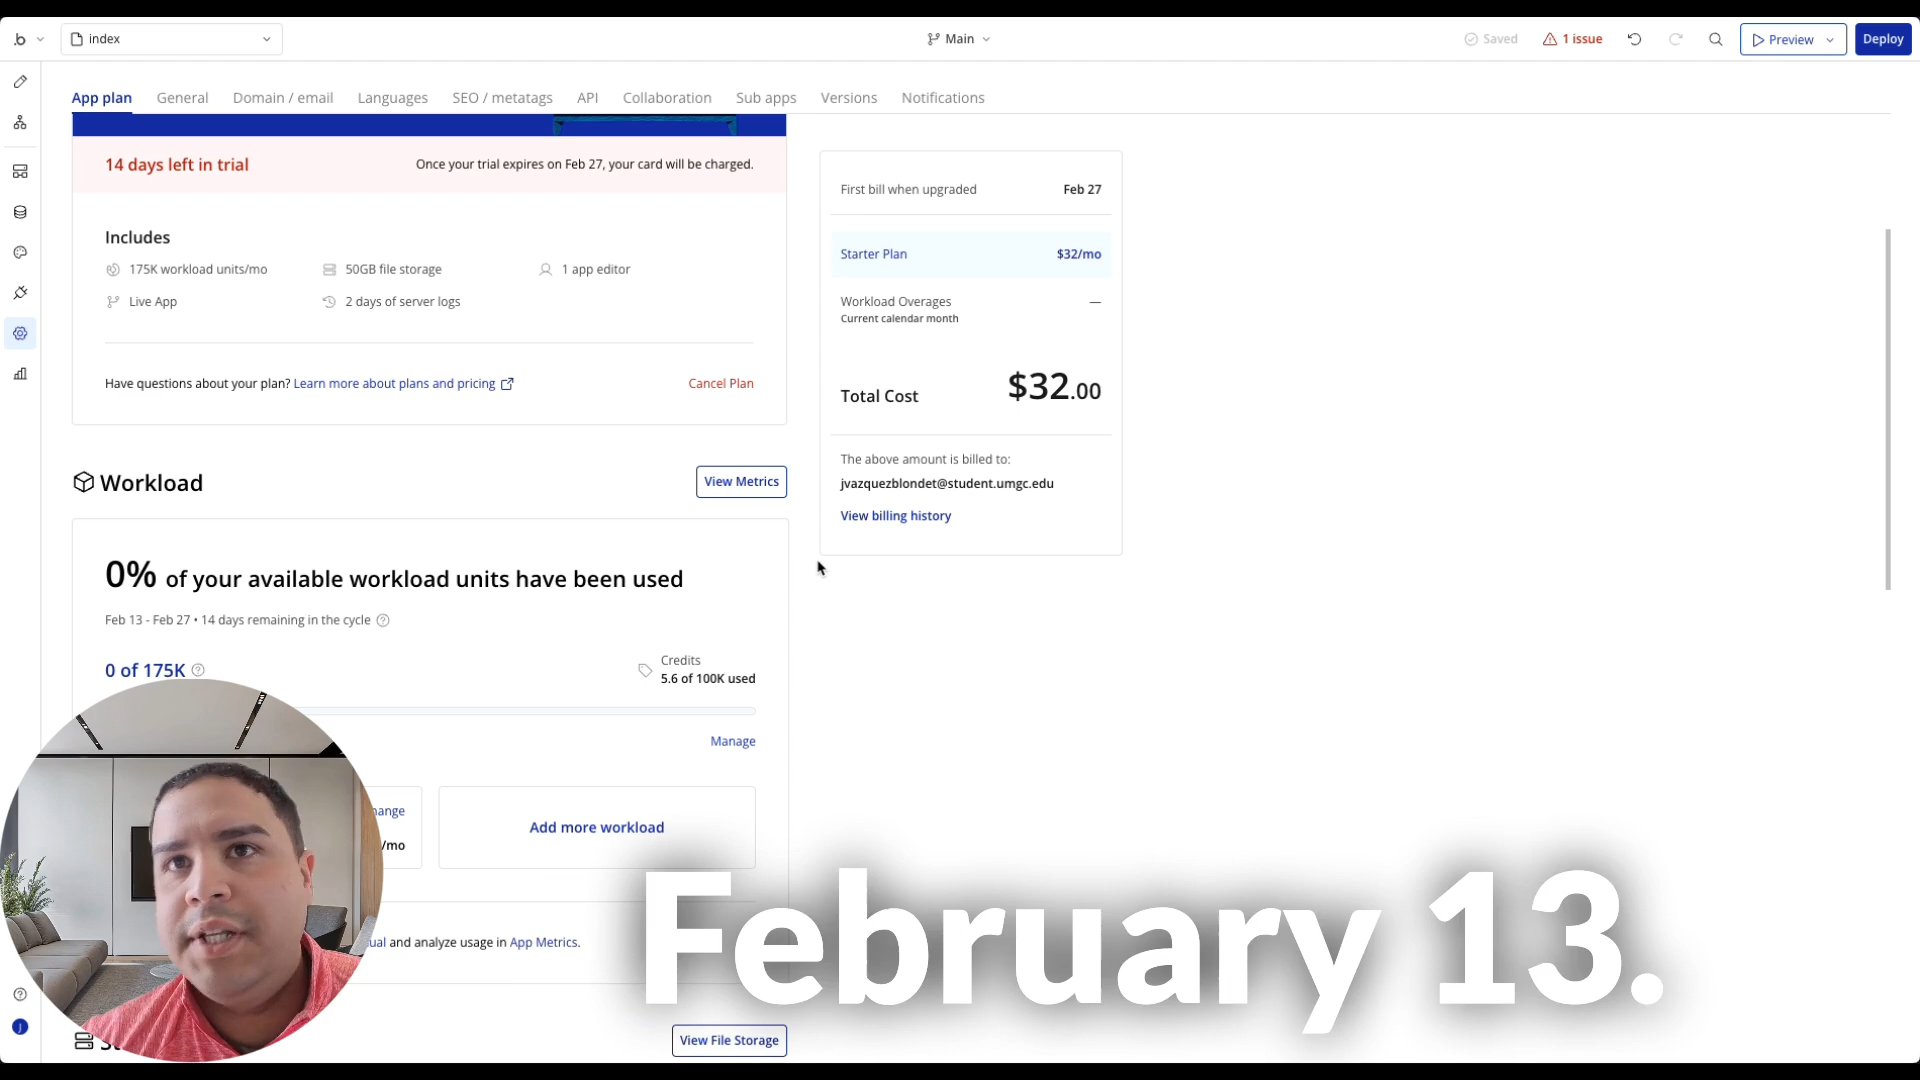 .b
index
Main
Saved
1 issue
Preview
Deploy
App plan
General
Domain / email
Languages
SEO / metatags
API
Collaboration
Sub apps
Versions
Notifications
14 days left in trial
Once your trial expires on Feb 27, your card will be charged.
Includes
175K workload units/mo
50GB file storage
1 app editor
Live App
2 days of server logs
Have questions about your plan? Learn more about plans and pricing
Cancel Plan
First bill when upgraded
Feb 27
Starter Plan
$32/mo
Workload Overages
—
Current calendar month
Total Cost
$32.00
The above amount is billed to:
jvazquezblondet@student.umgc.edu
View billing history
Workload
View Metrics
0% of your available workload units have been used
Feb 13 - Feb 27 • 14 days remaining in the cycle
0 of 175K
Credits
5.6 of 100K used
Manage
ange
/mo
Add more workload
ual and analyze usage in App Metrics.
View File Storage
J
February 13.